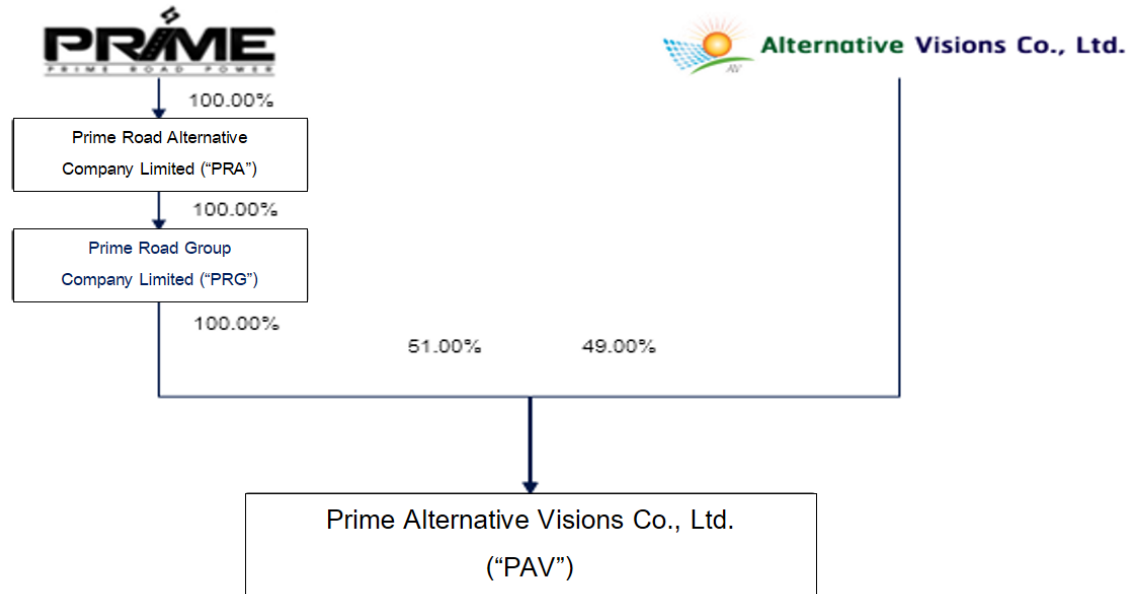 PRIME
PRIME ROAD POWER
AV
Alternative Visions Co., Ltd.
100.00%
Prime Road Alternative
Company Limited (“PRA”)
100.00%
Prime Road Group
Company Limited (“PRG”)
100.00%
51.00%
49.00%
Prime Alternative Visions Co., Ltd.
(“PAV”)